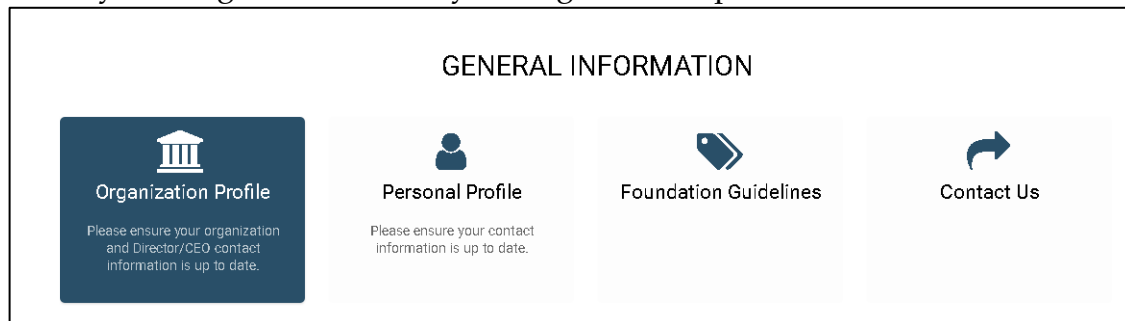 GENERAL INFORMATION
Organization Profile
Please ensure your organization
and Director/CEO contact
information is up to date.
Personal Profile
Please ensure your contact
information is up to date.
Foundation Guidelines
Contact Us